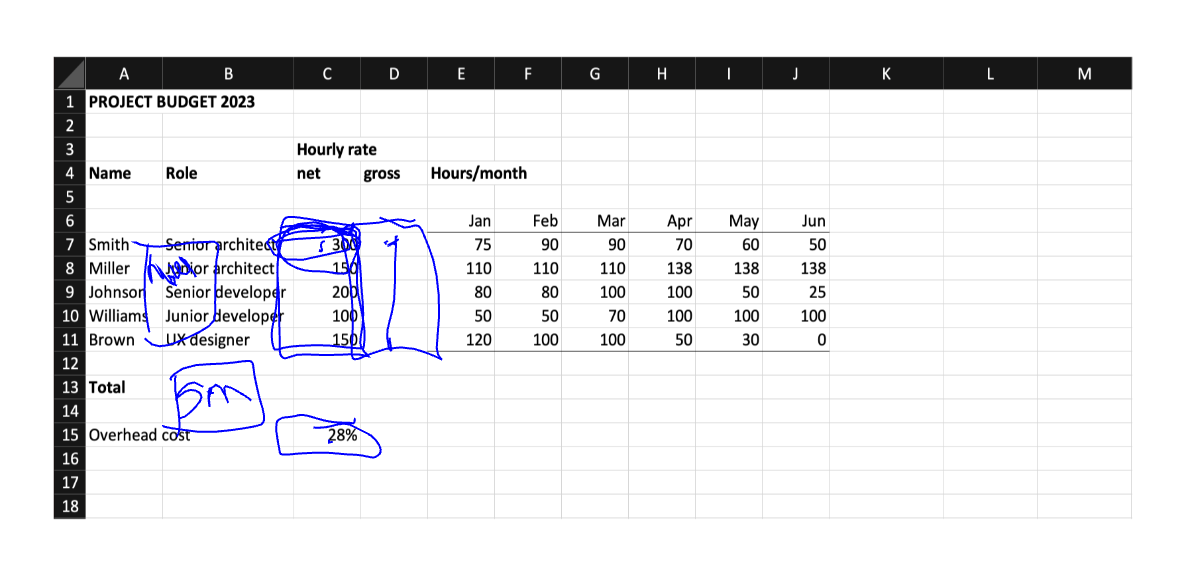 A B C D E F G H I J K L M
1 PROJECT BUDGET 2023
2
3 Hourly rate
4 Name Role net gross Hours/month
5
6 Jan Feb Mar Apr May Jun
7 Smith Senior architect 300 75 90 90 70 60 50
8 Miller Junior architect 150 110 110 110 138 138 138
9 Johnson Senior developer 200 80 80 100 100 50 25
10 Williams Junior developer 100 50 50 70 100 100 100
11 Brown UX designer 150 120 100 100 50 30 0
12
13 Total
14
15 Overhead cost 28%
16
17
18